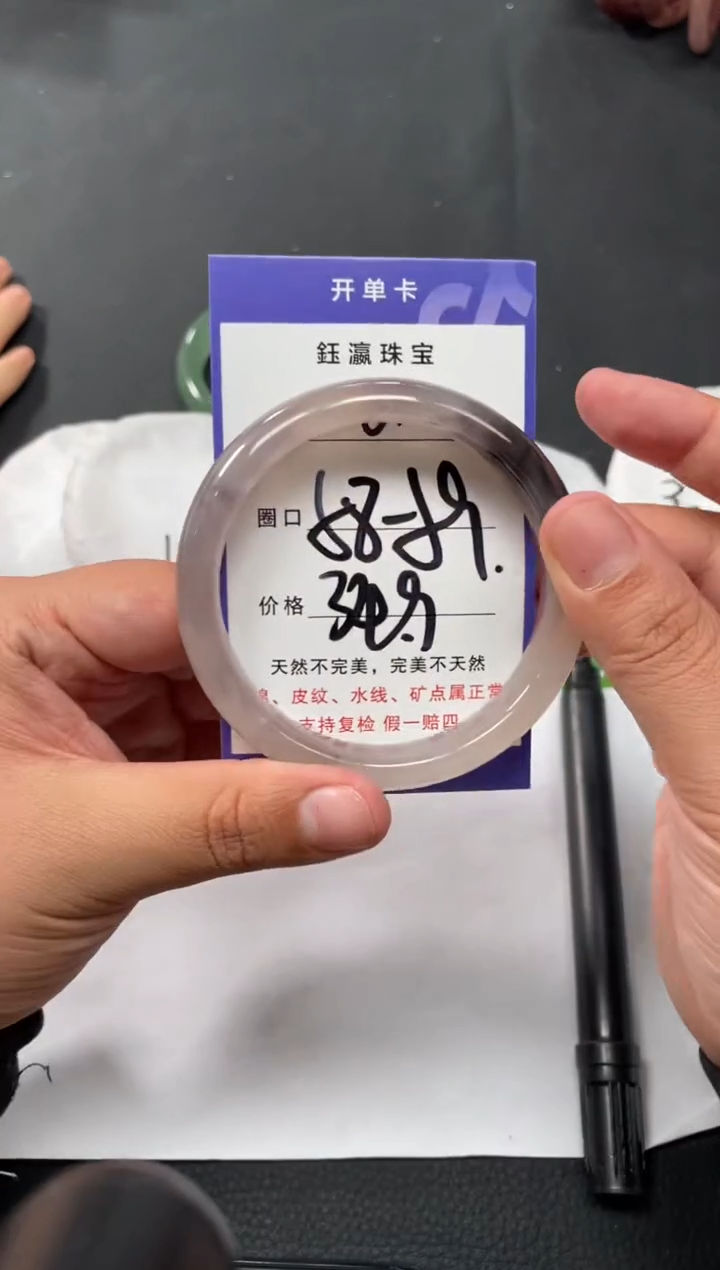 开单卡
鈺瀛珠宝
圈口 58-59.
价格
天然不完美，完美不天然
、皮纹、水线、矿点属正常
支持复检 假一赔四